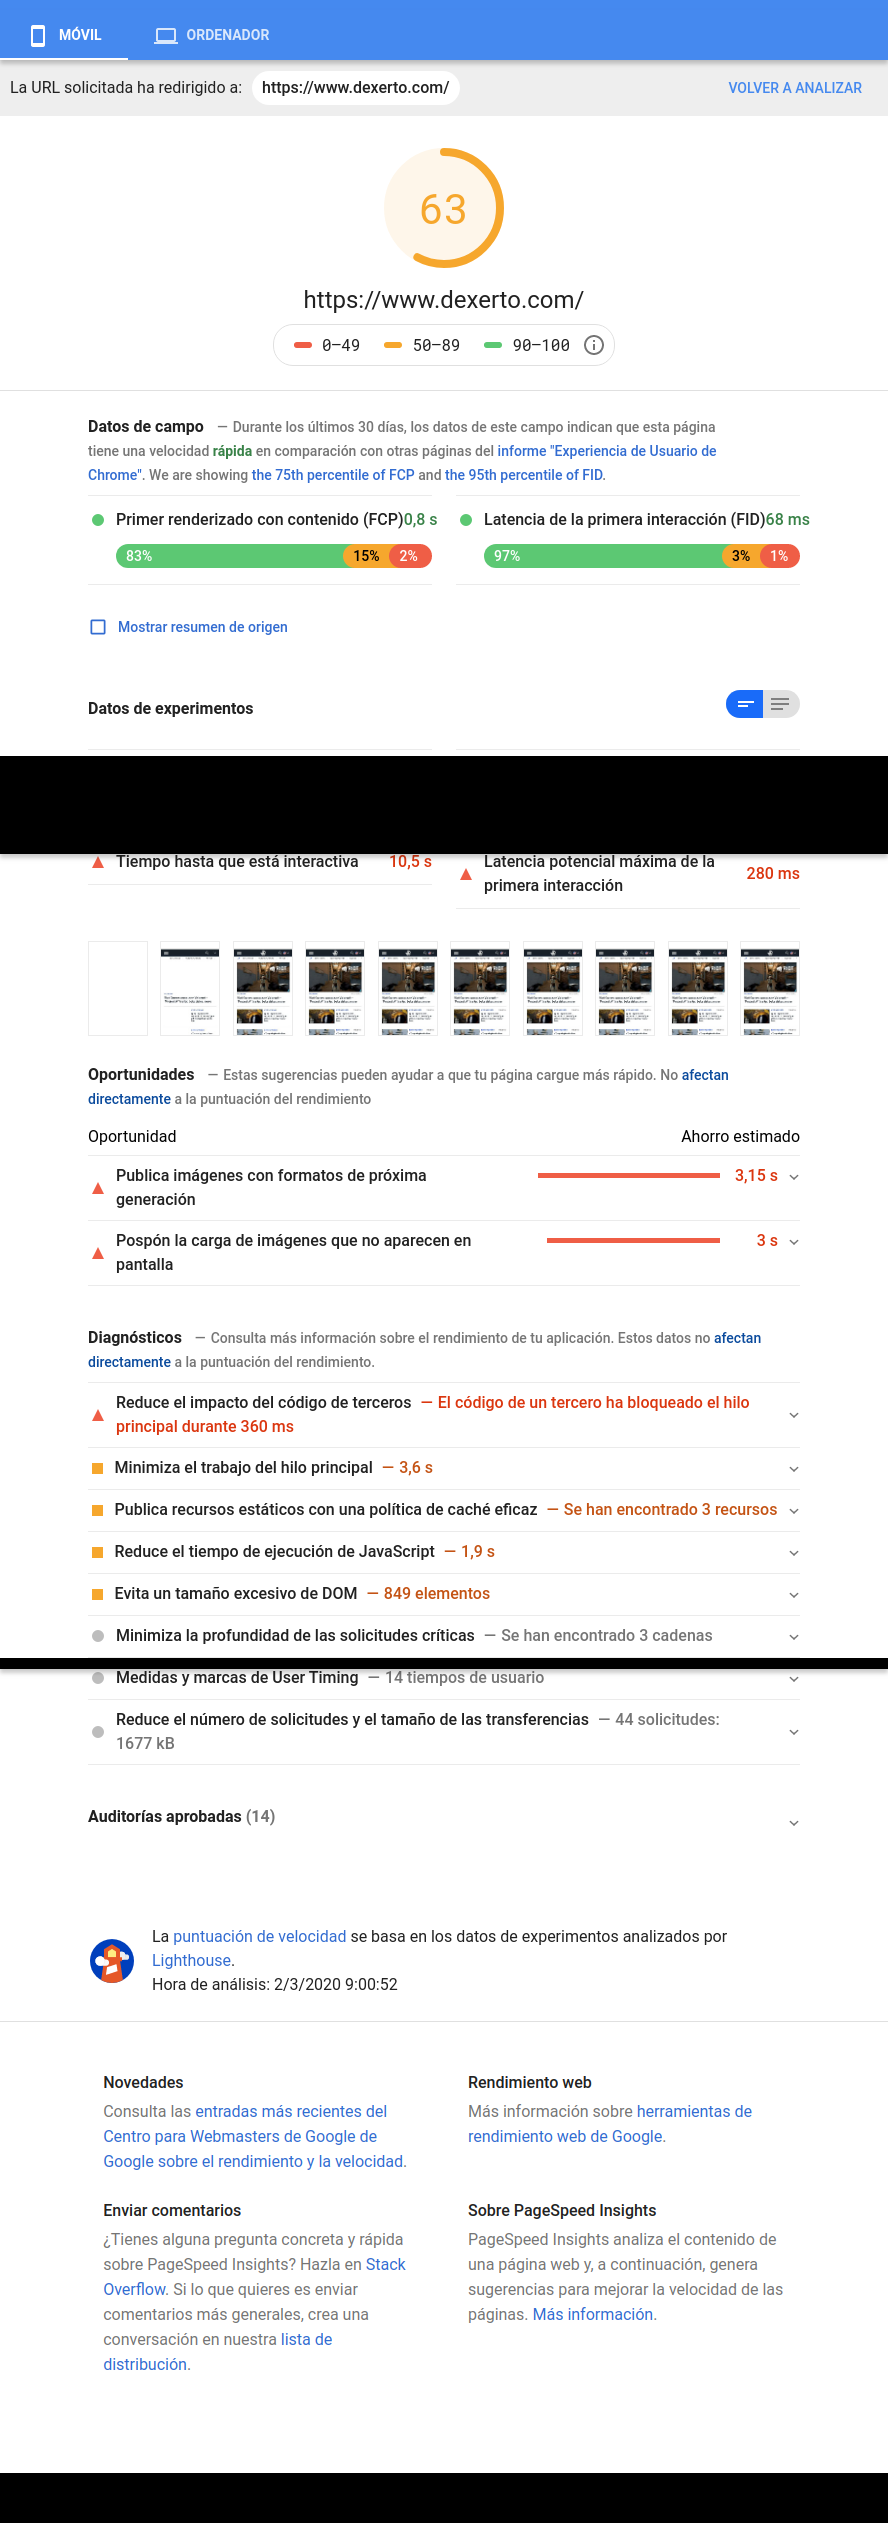 MÓVIL
ORDENADOR
La URL solicitada ha redirigido a: https://www.dexerto.com/ VOLVER A ANALIZAR
63
https://www.dexerto.com/
0–49 50–89 90–100
Datos de campo — Durante los últimos 30 días, los datos de este campo indican que esta página
tiene una velocidad rápida en comparación con otras páginas del informe "Experiencia de Usuario de
Chrome". We are showing the 75th percentile of FCP and the 95th percentile of FID.
Primer renderizado con contenido (FCP) 0,8 s
83% 15% 2%
Latencia de la primera interacción (FID) 68 ms
97% 3% 1%
Mostrar resumen de origen
Datos de experimentos
Tiempo hasta que está interactiva 10,5 s
Latencia potencial máxima de la
primera interacción 280 ms
Oportunidades — Estas sugerencias pueden ayudar a que tu página cargue más rápido. No afectan
directamente a la puntuación del rendimiento
Oportunidad Ahorro estimado
Publica imágenes con formatos de próxima
generación 3,15 s
Pospón la carga de imágenes que no aparecen en
pantalla 3 s
Diagnósticos — Consulta más información sobre el rendimiento de tu aplicación. Estos datos no afectan
directamente a la puntuación del rendimiento.
Reduce el impacto del código de terceros — El código de un tercero ha bloqueado el hilo
principal durante 360 ms
Minimiza el trabajo del hilo principal — 3,6 s
Publica recursos estáticos con una política de caché eficaz — Se han encontrado 3 recursos
Reduce el tiempo de ejecución de JavaScript — 1,9 s
Evita un tamaño excesivo de DOM — 849 elementos
Minimiza la profundidad de las solicitudes críticas — Se han encontrado 3 cadenas
Medidas y marcas de User Timing — 14 tiempos de usuario
Reduce el número de solicitudes y el tamaño de las transferencias — 44 solicitudes:
1677 kB
Auditorías aprobadas (14)
La puntuación de velocidad se basa en los datos de experimentos analizados por
Lighthouse.
Hora de análisis: 2/3/2020 9:00:52
Novedades
Consulta las entradas más recientes del
Centro para Webmasters de Google de
Google sobre el rendimiento y la velocidad.
Rendimiento web
Más información sobre herramientas de
rendimiento web de Google.
Enviar comentarios
¿Tienes alguna pregunta concreta y rápida
sobre PageSpeed Insights? Hazla en Stack
Overflow. Si lo que quieres es enviar
comentarios más generales, crea una
conversación en nuestra lista de
distribución.
Sobre PageSpeed Insights
PageSpeed Insights analiza el contenido de
una página web y, a continuación, genera
sugerencias para mejorar la velocidad de las
páginas. Más información.